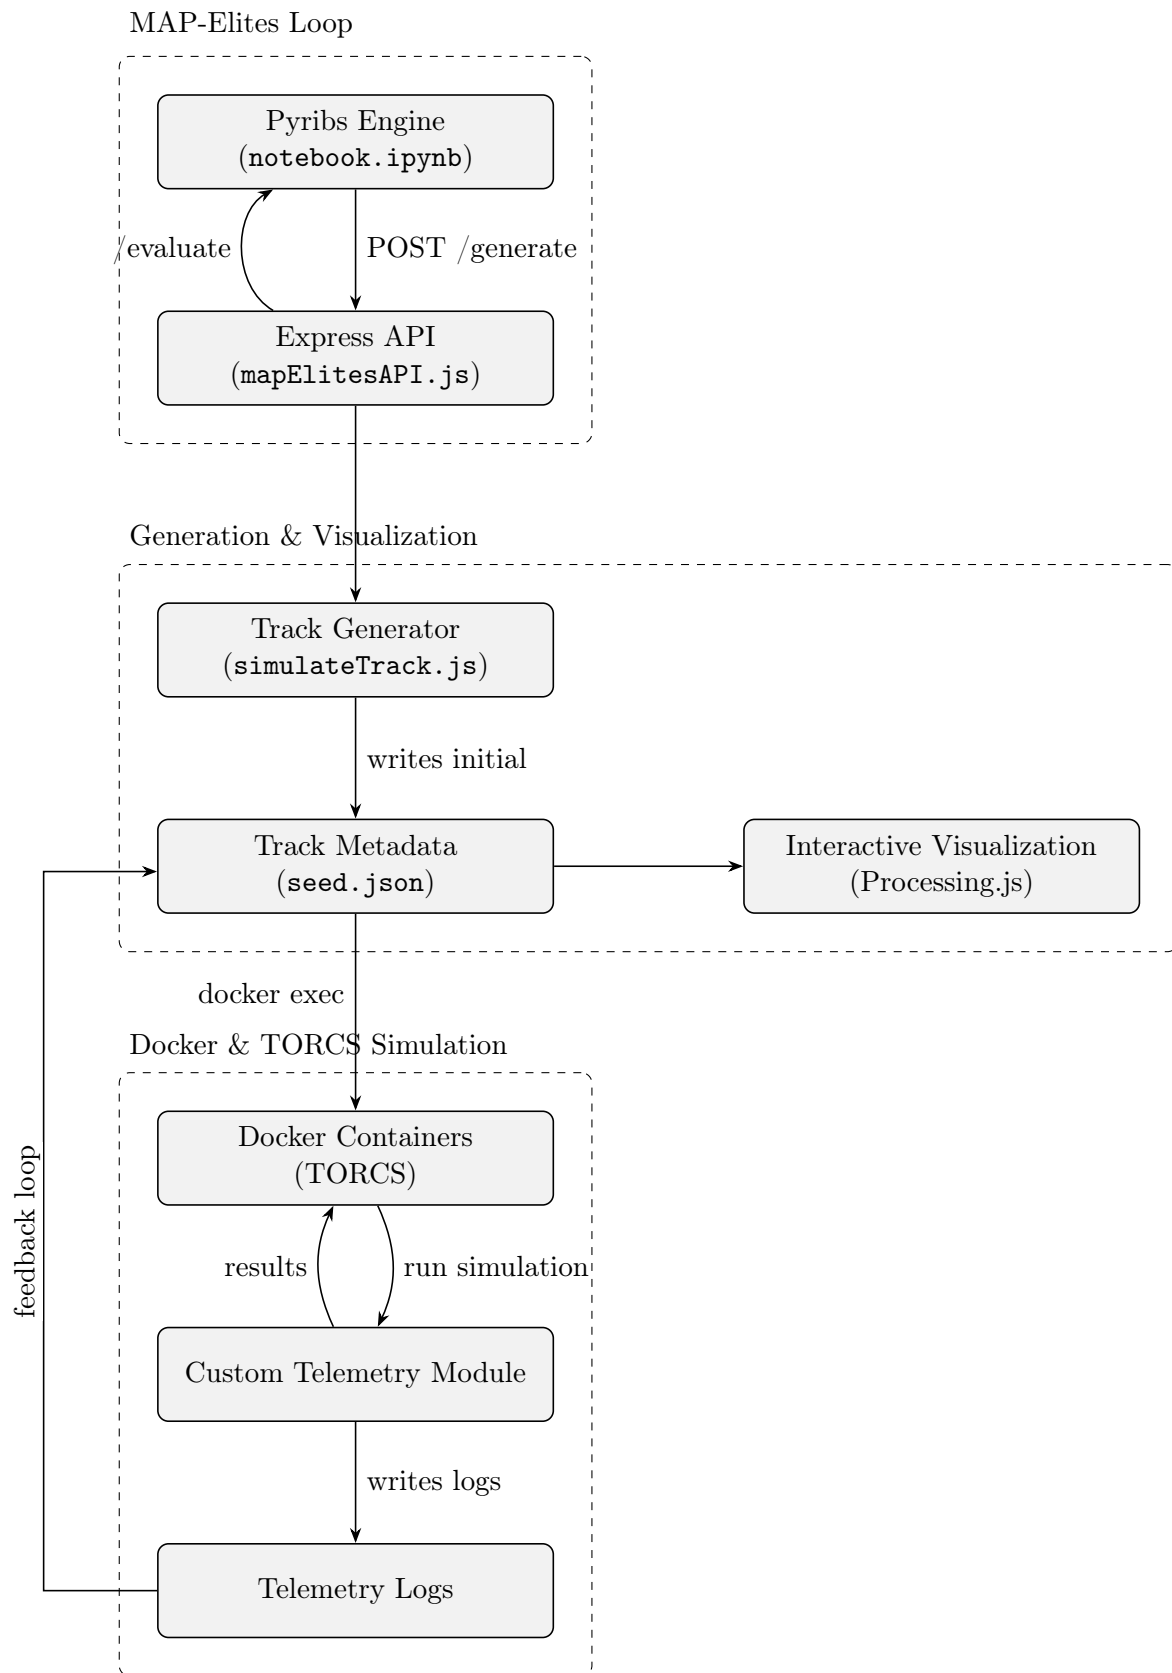 MAP-Elites Loop
Pyribs Engine
(notebook.ipynb)
/evaluate
POST /generate
Express API
(mapElitesAPI.js)
Generation & Visualization
Track Generator
(simulateTrack.js)
writes initial
Track Metadata
(seed.json)
Interactive Visualization
(Processing.js)
docker exec
Docker & TORCS Simulation
Docker Containers
(TORCS)
feedback loop
results
run simulation
Custom Telemetry Module
writes logs
Telemetry Logs